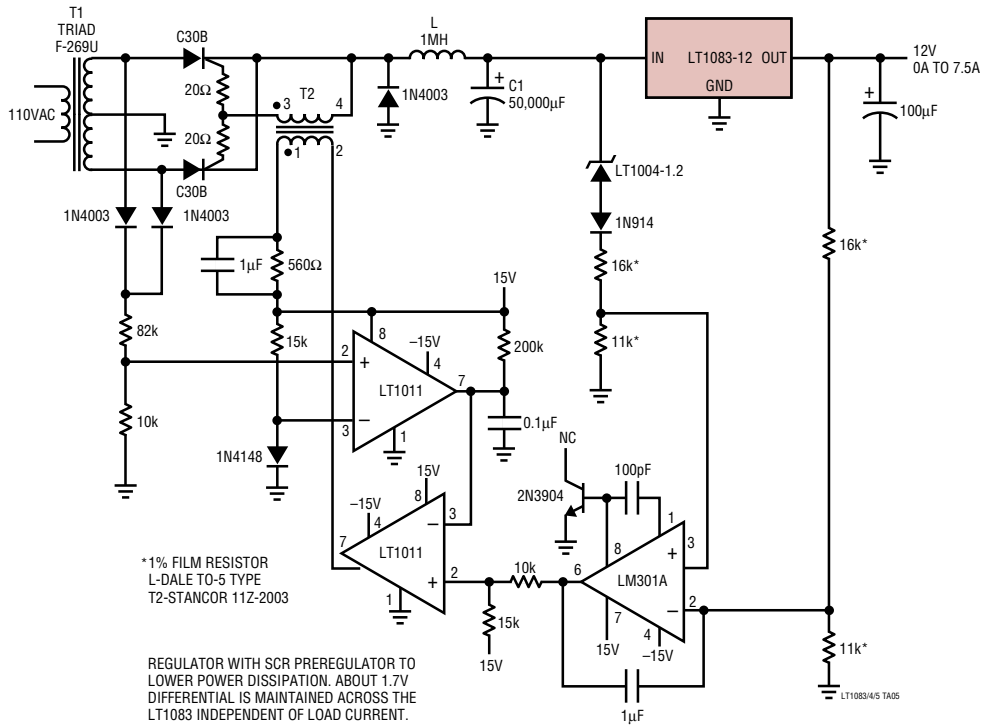 T1
TRIAD
F-269U
110VAC
C30B
20Ω
20Ω
C30B
T2
3
4
1
2
L
1MH
1N4003
+
C1
50,000µF
IN
LT1083-12
OUT
GND
12V
0A TO 7.5A
+
100µF
LT1004-1.2
1N914
16k*
11k*
16k*
11k*
1N4003
1N4003
1µF
560Ω
82k
10k
15k
1N4148
15V
200k
0.1µF
2
+
8
–15V
4
7
LT1011
–
3
1
15V
8
–15V
4
7
3
–
LT1011
+
2
1
10k
15k
15V
NC
2N3904
100pF
1
8
+
3
6
LM301A
–
2
7
15V
4
–15V
1µF
*1% FILM RESISTOR
L-DALE TO-5 TYPE
T2-STANCOR 11Z-2003
REGULATOR WITH SCR PREREGULATOR TO
LOWER POWER DISSIPATION. ABOUT 1.7V
DIFFERENTIAL IS MAINTAINED ACROSS THE
LT1083 INDEPENDENT OF LOAD CURRENT.
LT1083/4/5 TA05